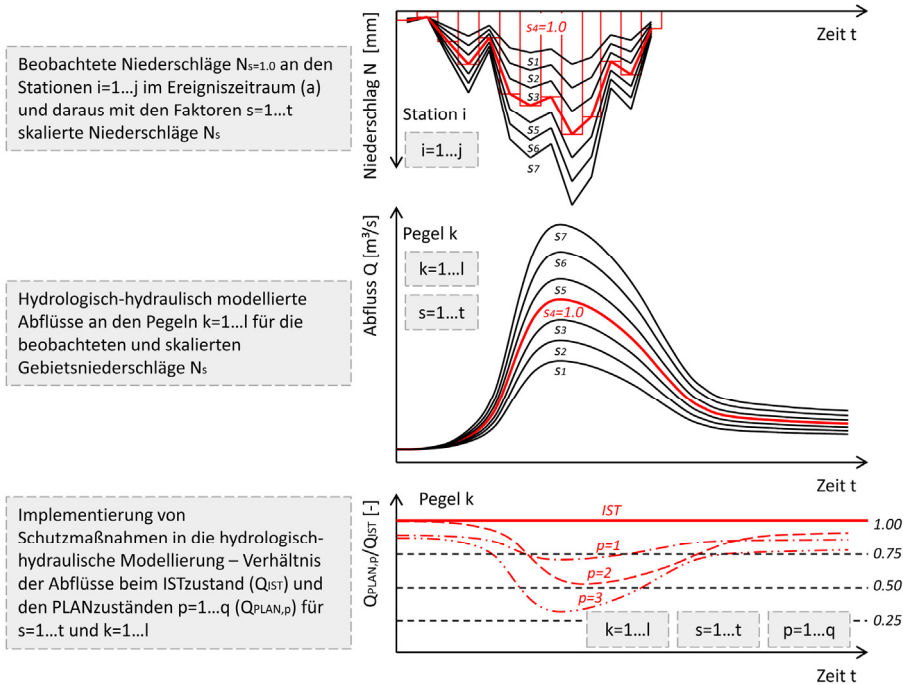 Beobachtete Niederschläge Ns=1.0 an den
Stationen i=1...j im Ereigniszeitraum (a)
und daraus mit den Faktoren s=1...t
skalierte Niederschläge Ns
Niederschlag N [mm]
s4=1.0
Zeit t
S1
S2
S3
S5
S6
S7
Station i
i=1...j
Hydrologisch-hydraulisch modellierte
Abflüsse an den Pegeln k=1...l für die
beobachteten und skalierten
Gebietsniederschläge Ns
Abfluss Q [m³/s]
Pegel k
k=1...l
s=1...t
S7
S6
S5
s4=1.0
S3
S2
S1
Zeit t
Implementierung von
Schutzmaßnahmen in die hydrologisch-
hydraulische Modellierung – Verhältnis
der Abflüsse beim ISTzustand (QIST) und
den PLANzuständen p=1...q (QPLAN,p) für
s=1...t und k=1...l
QPLAN,p/QIST [-]
Pegel k
IST
1.00
p=1
0.75
p=2
0.50
p=3
0.25
k=1...l
s=1...t
p=1...q
Zeit t